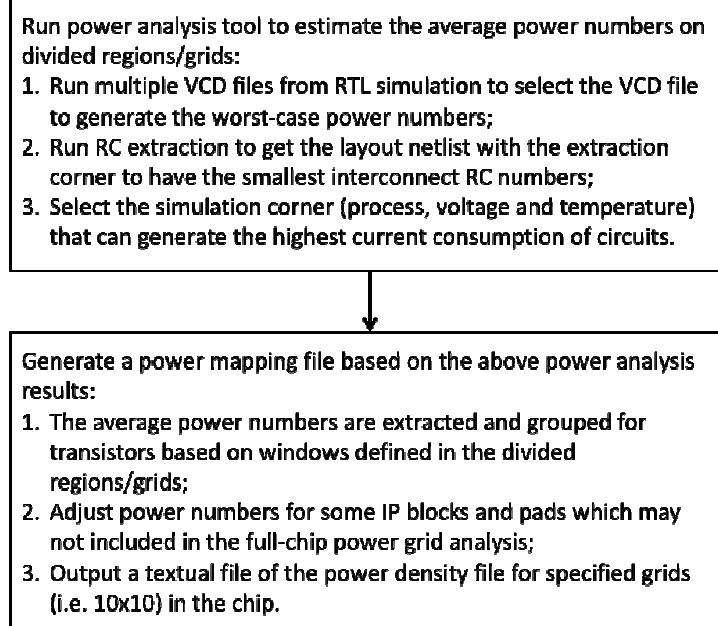 Run power analysis tool to estimate the average power numbers on
divided regions/grids:
1. Run multiple VCD files from RTL simulation to select the VCD file
to generate the worst-case power numbers;
2. Run RC extraction to get the layout netlist with the extraction
corner to have the smallest interconnect RC numbers;
3. Select the simulation corner (process, voltage and temperature)
that can generate the highest current consumption of circuits.
Generate a power mapping file based on the above power analysis
results:
1. The average power numbers are extracted and grouped for
transistors based on windows defined in the divided
regions/grids;
2. Adjust power numbers for some IP blocks and pads which may
not included in the full-chip power grid analysis;
3. Output a textual file of the power density file for specified grids
(i.e. 10x10) in the chip.